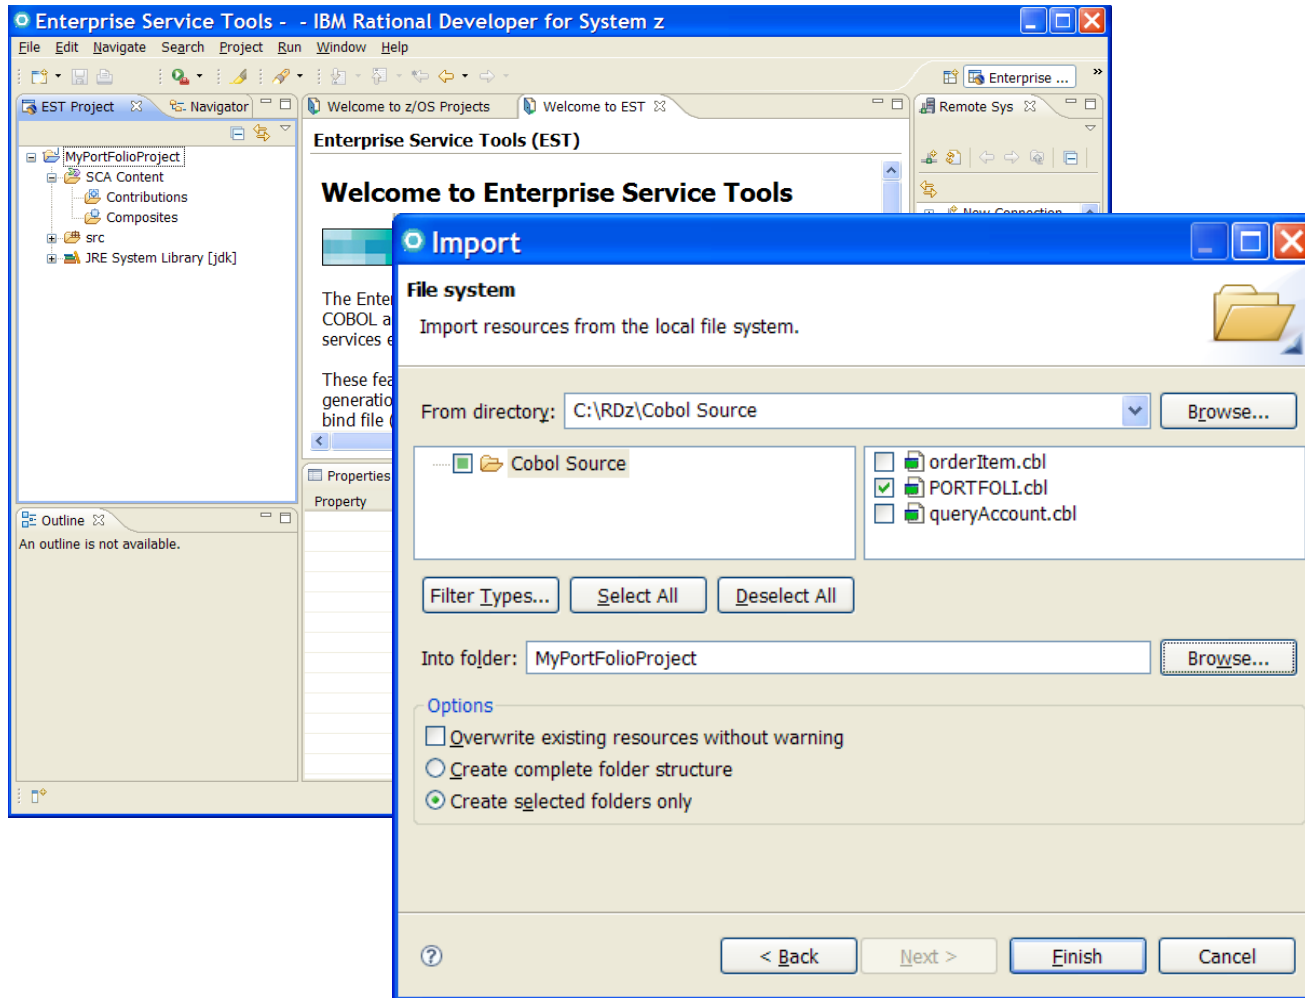 Enterprise Service Tools - - IBM Rational Developer for System z
File Edit Navigate Search Project Run Window Help
Enterprise ... »
EST Project Navigator
Welcome to z/OS Projects Welcome to EST
Remote Sys
Enterprise Service Tools (EST)
MyPortFolioProject
SCA Content
Contributions
Composites
src
JRE System Library [jdk]
Welcome to Enterprise Service Tools
New Connection
The Enter
COBOL a
services e
These fea
generatio
bind file (
Properties
Property
Outline
An outline is not available.
Import
File system
Import resources from the local file system.
From directory: C:\RDz\Cobol Source Browse...
Cobol Source
orderItem.cbl
PORTFOLI.cbl
queryAccount.cbl
Filter Types... Select All Deselect All
Into folder: MyPortFolioProject Browse...
Options
Overwrite existing resources without warning
Create complete folder structure
Create selected folders only
? < Back Next > Finish Cancel